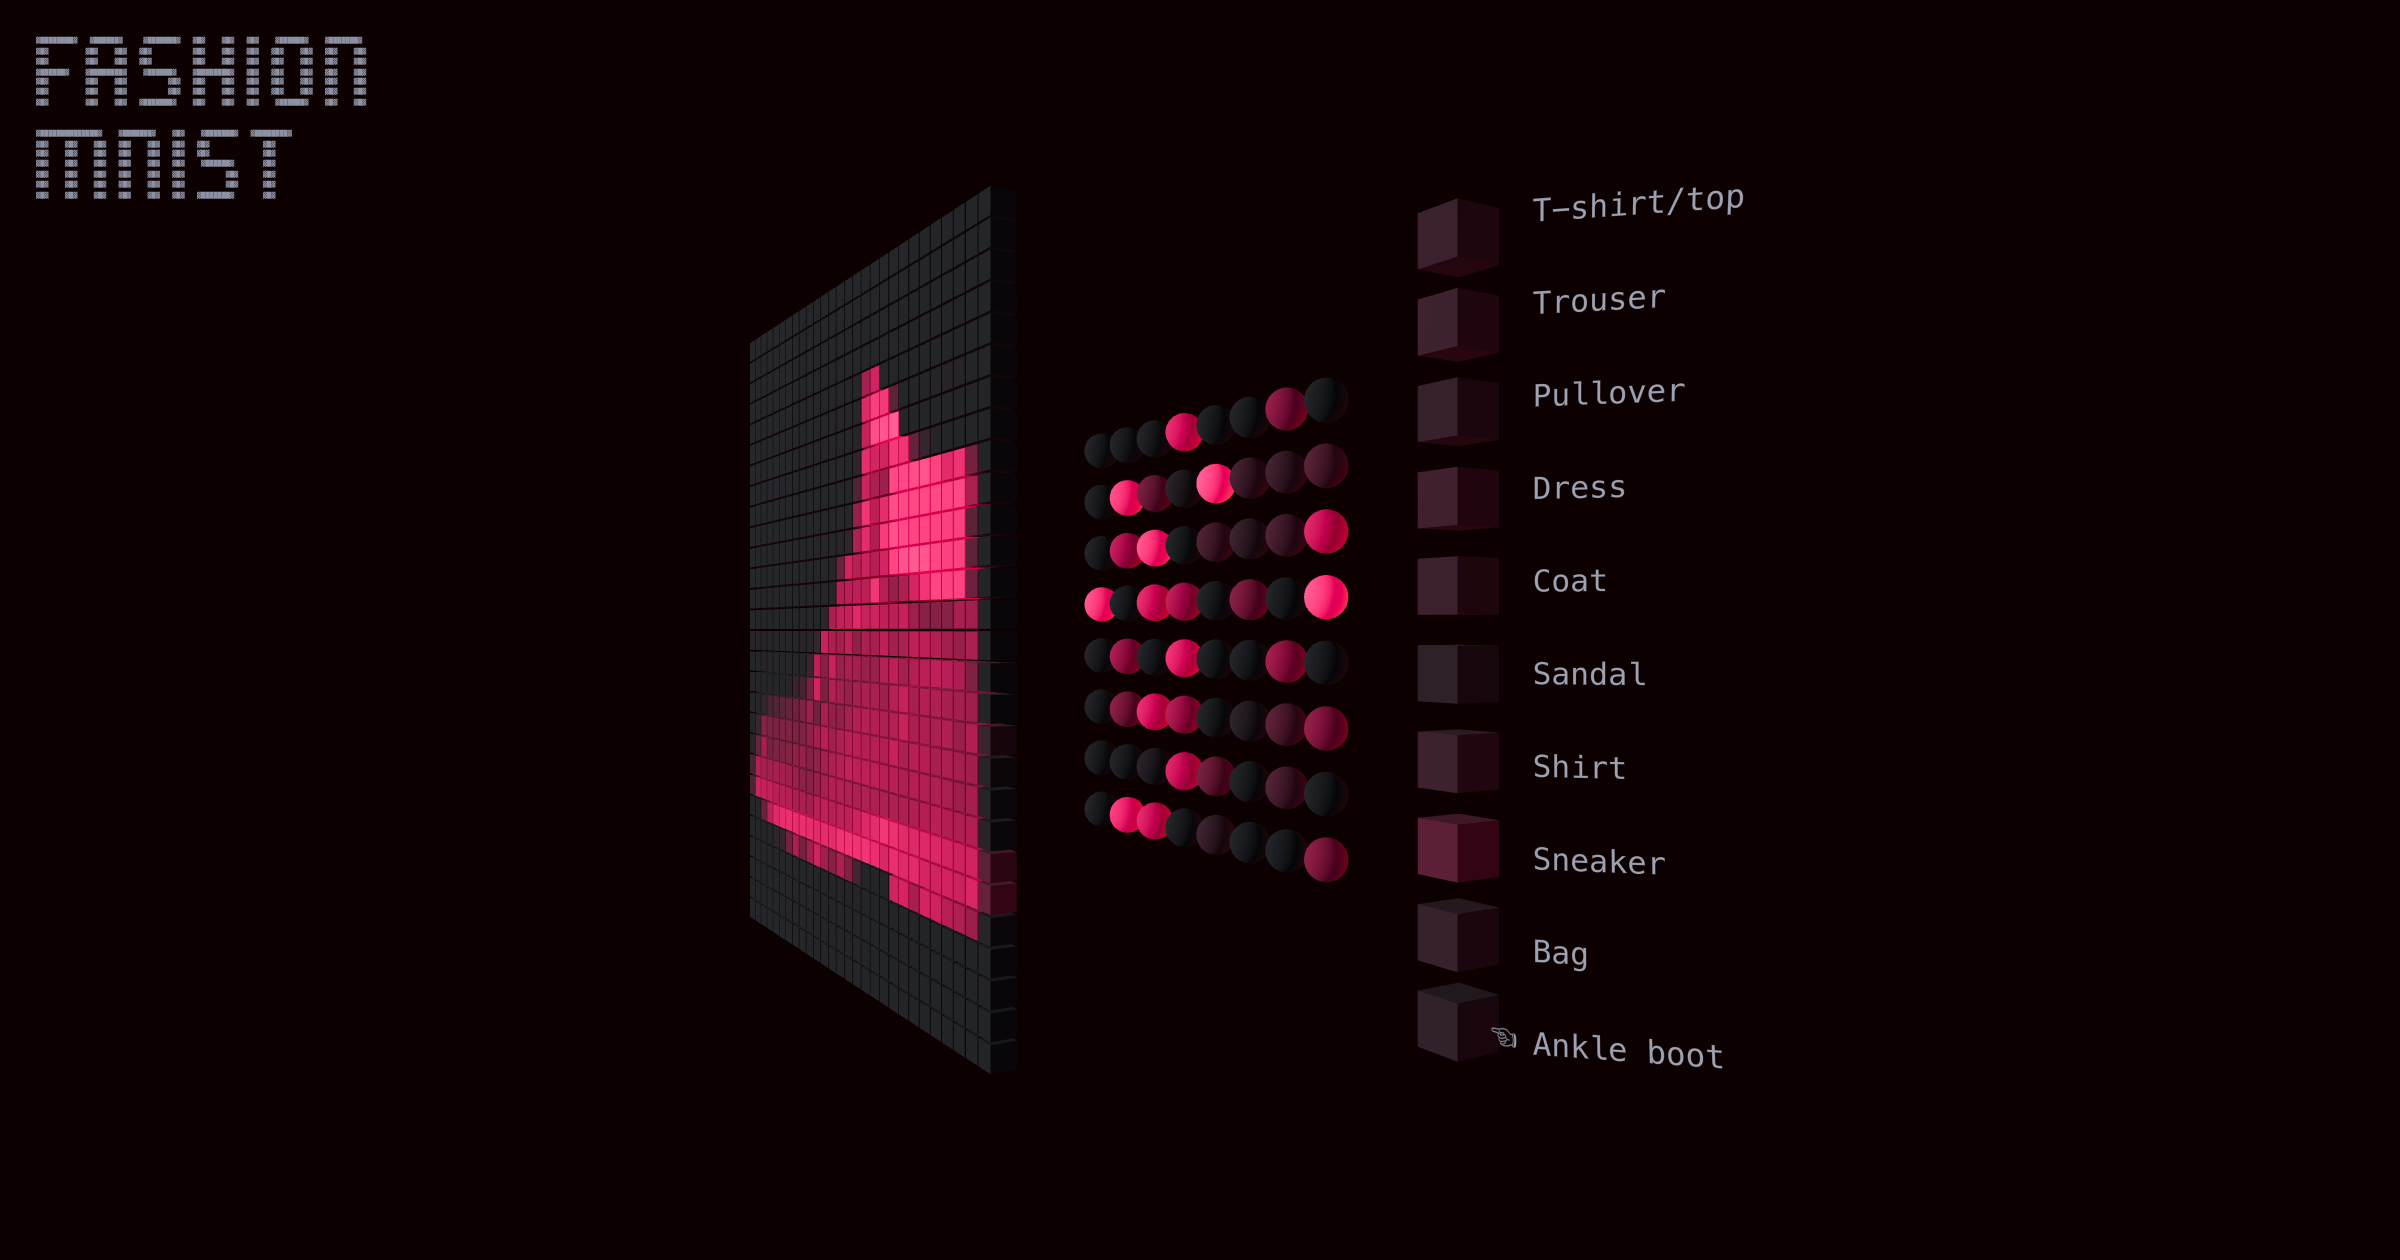 FASHION
MNIST
T-shirt/top
Trouser
Pullover
Dress
Coat
Sandal
Shirt
Sneaker
Bag
Ankle boot